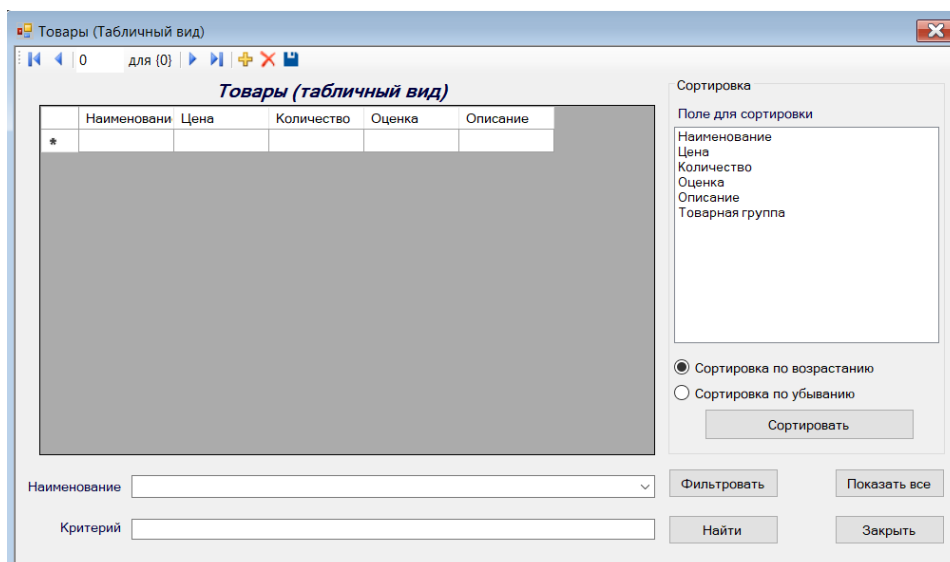 Товары (Табличный вид)
0 для {0}
Товары (табличный вид)
Наименовани Цена Количество Оценка Описание
*
Сортировка
Поле для сортировки
Наименование
Цена
Количество
Оценка
Описание
Товарная группа
Сортировка по возрастанию
Сортировка по убыванию
Сортировать
Наименование
Фильтровать
Показать все
Критерий
Найти
Закрыть